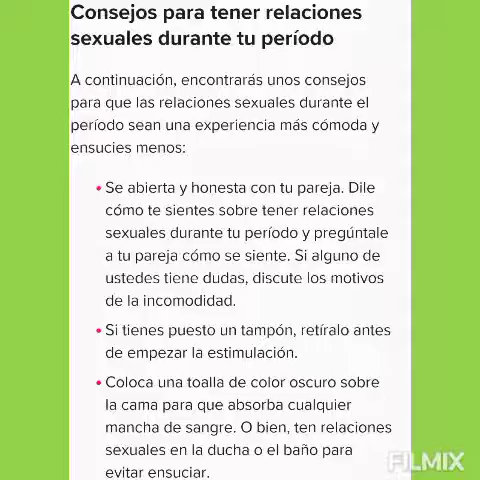 Consejos para tener relaciones
sexuales durante tu período
A continuación, encontrarás unos consejos
para que las relaciones sexuales durante el
período sean una experiencia más cómoda y
ensucies menos:
• Se abierta y honesta con tu pareja. Dile
cómo te sientes sobre tener relaciones
sexuales durante tu período y pregúntale
a tu pareja cómo se siente. Si alguno de
ustedes tiene dudas, discute los motivos
de la incomodidad.
• Si tienes puesto un tampón, retíralo antes
de empezar la estimulación.
• Coloca una toalla de color oscuro sobre
la cama para que absorba cualquier
mancha de sangre. O bien, ten relaciones
sexuales en la ducha o el baño para
evitar ensuciar.
FILMIX